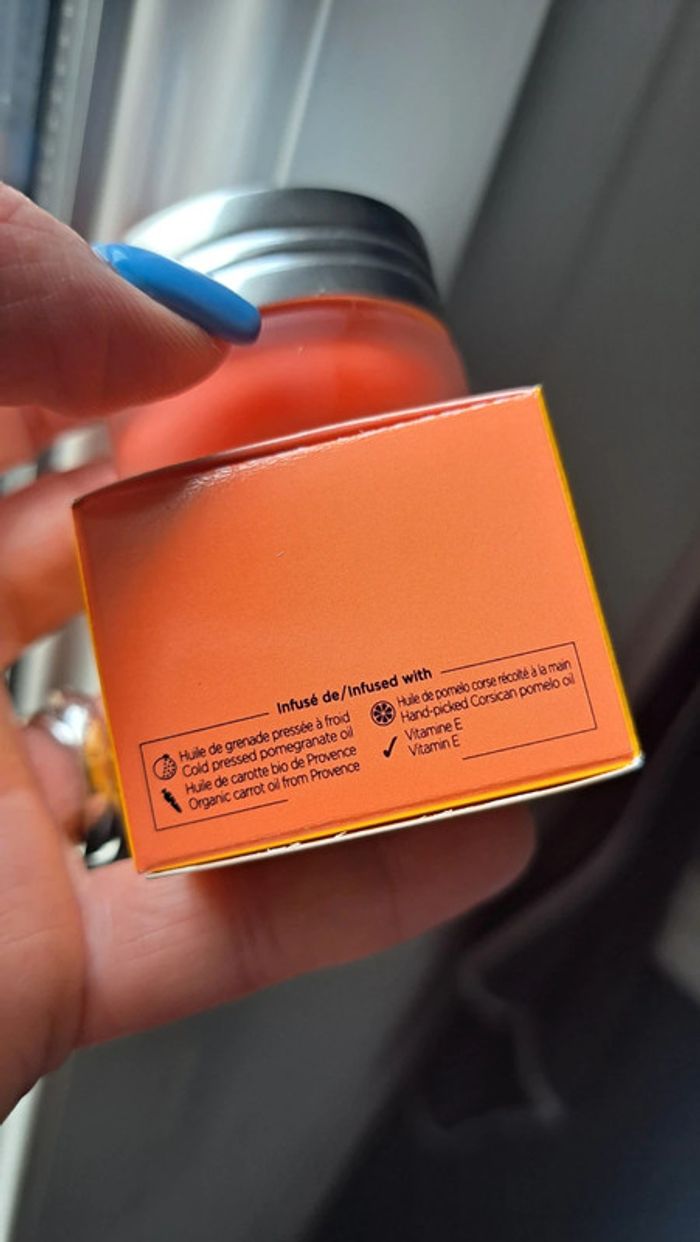 Infusé de/Infused with
Huile de grenade pressée à froid
Cold pressed pomegranate oil
Huile de carotte bio de Provence
Organic carrot oil from Provence
Huile de pomelo corse récolté à la main
Hand-picked Corsican pomelo oil
Vitamine E
Vitamin E